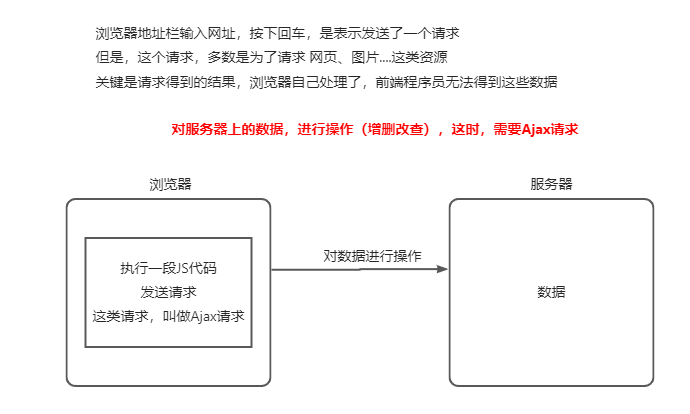 浏览器地址栏输入网址，按下回车，是表示发送了一个请求
但是，这个请求，多数是为了请求 网页、图片....这类资源
关键是请求得到的结果，浏览器自己处理了，前端程序员无法得到这些数据
对服务器上的数据，进行操作（增删改查），这时，需要Ajax请求
浏览器
服务器
执行一段JS代码
发送请求
这类请求，叫做Ajax请求
对数据进行操作
数据